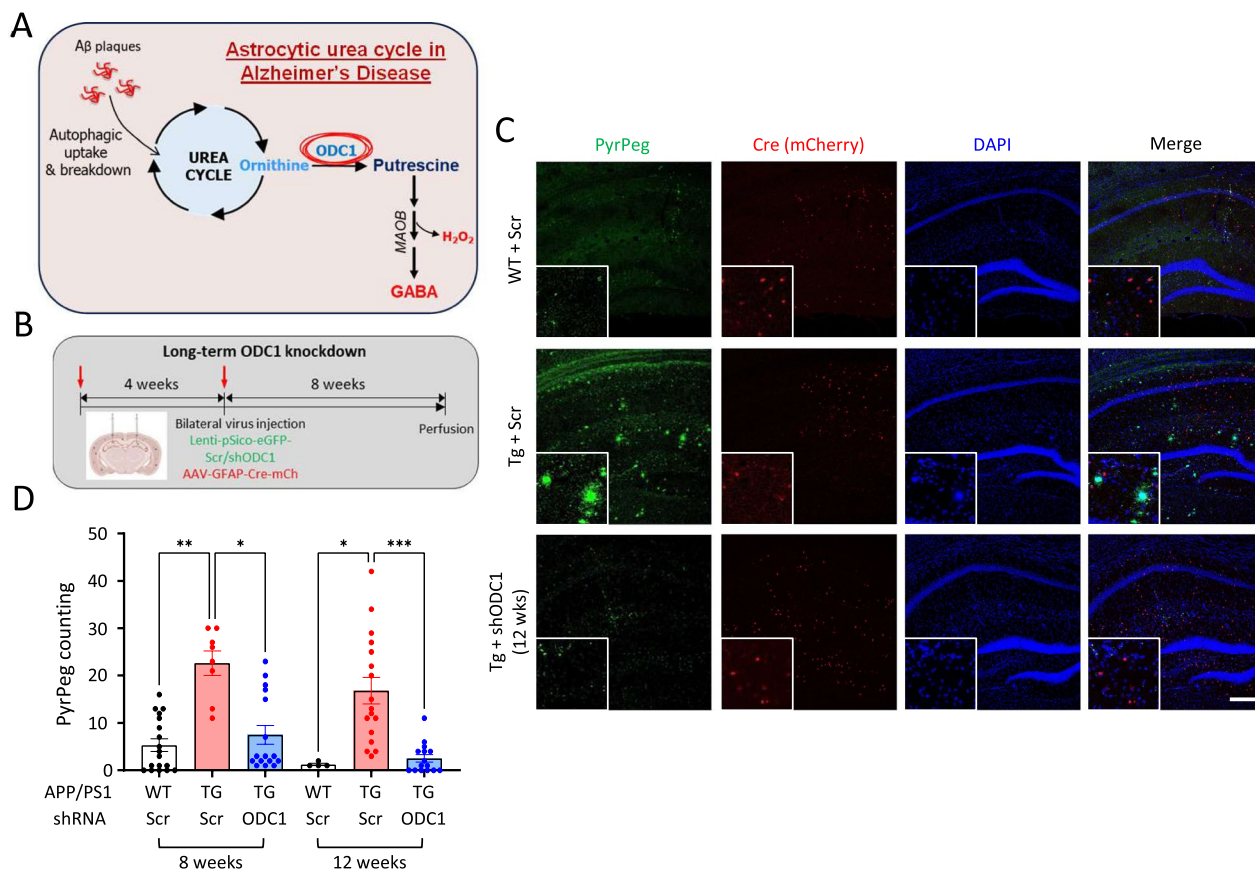 A
Astrocytic urea cycle in
Alzheimer's Disease
Aβ plaques
Autophagic
uptake
& breakdown
UREA
CYCLE
Ornithine
ODC1
Putrescine
MAOB
H₂O₂
GABA
B
Long-term ODC1 knockdown
4 weeks
8 weeks
Bilateral virus injection
Lenti-pSico-eGFP-
Scr/shODC1
AAV-GFAP-Cre-mCh
Perfusion
C
PyrPeg
Cre (mCherry)
DAPI
Merge
WT + Scr
Tg + Scr
Tg + shODC1
(12 wks)
D
PyrPeg counting
50
40
30
20
10
0
** * * ***
APP/PS1 WT TG TG WT TG TG
shRNA Scr Scr ODC1 Scr Scr ODC1
8 weeks 12 weeks